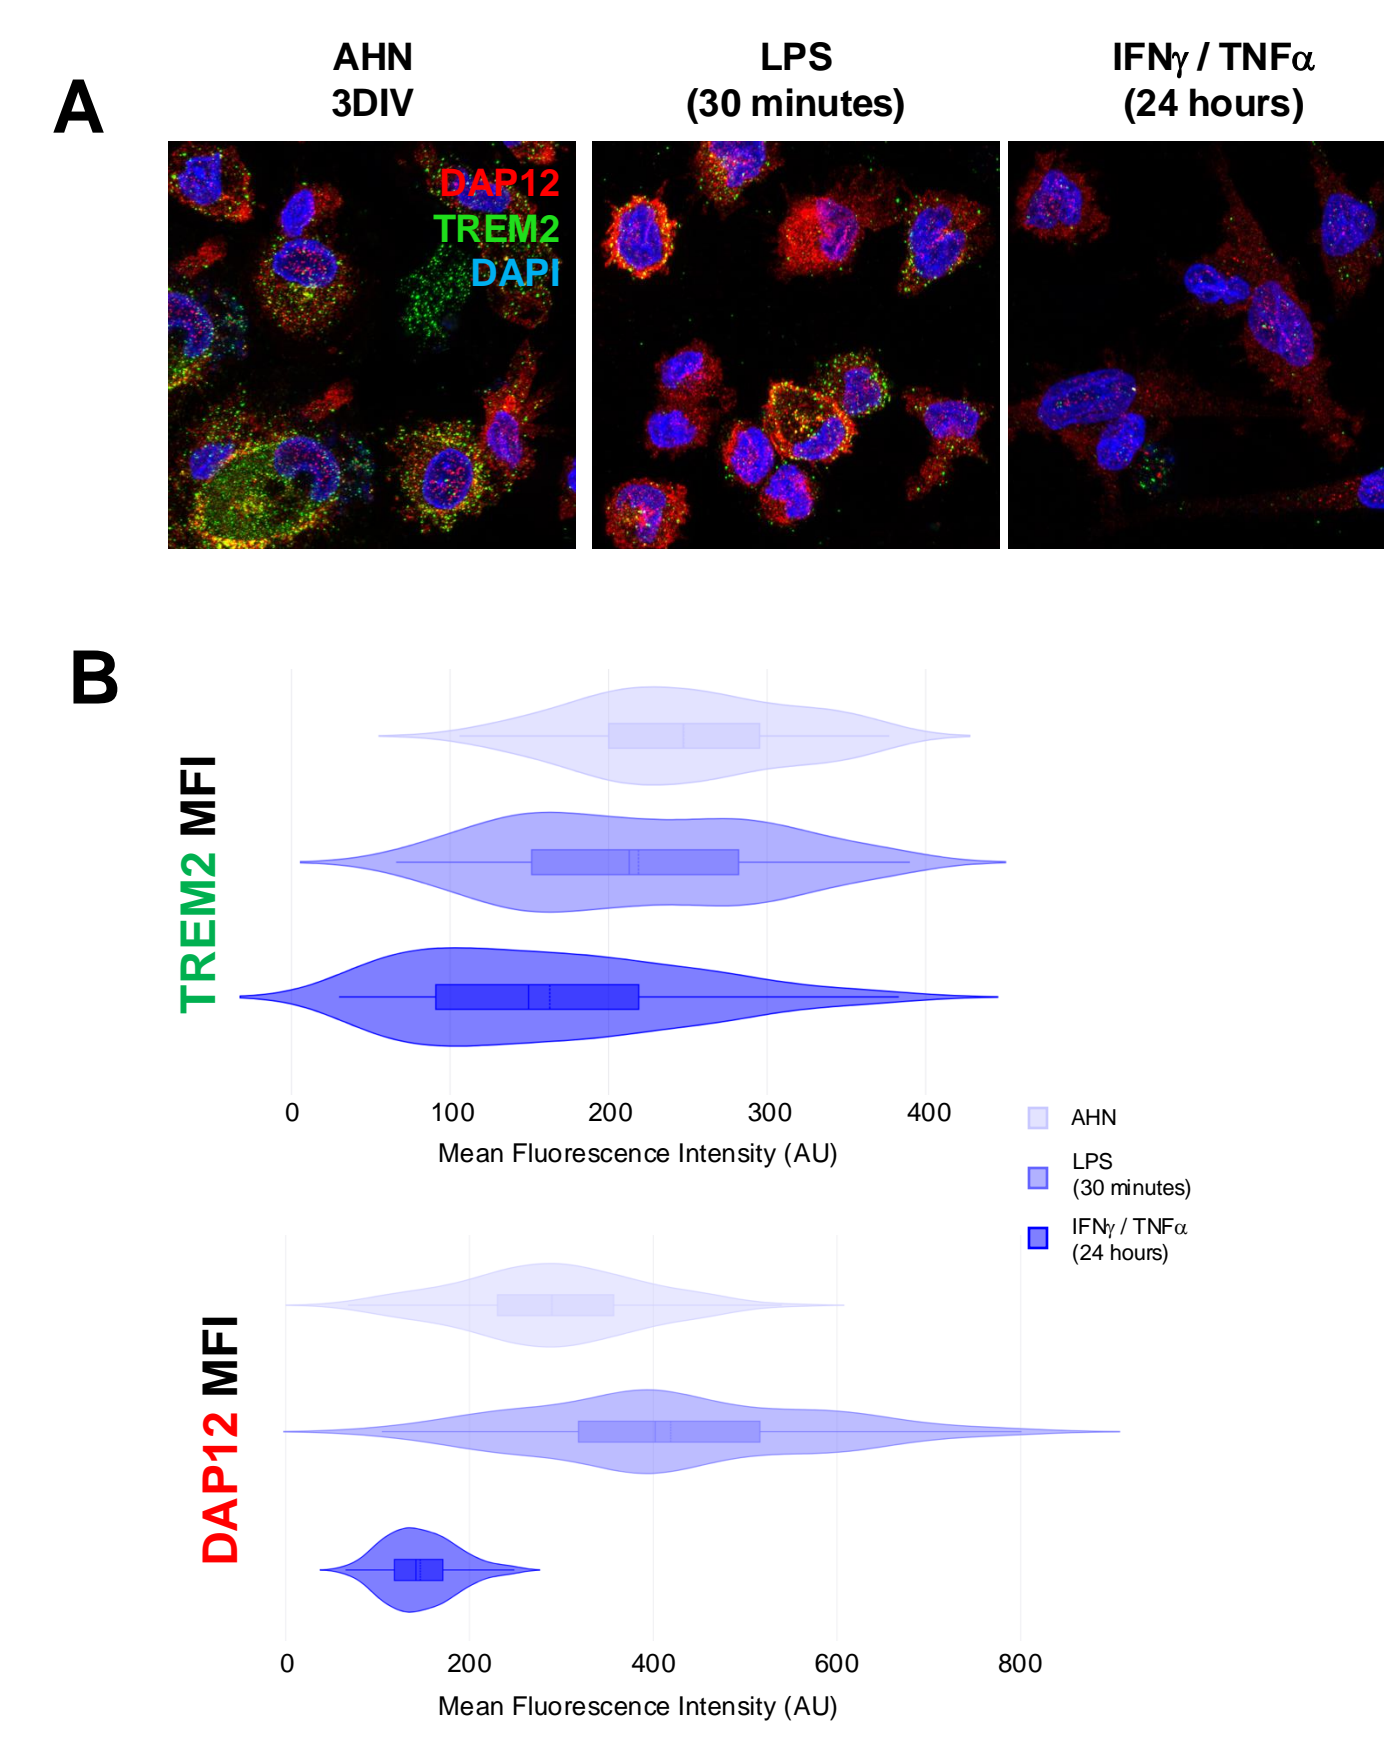 A
AHN
3DIV
LPS
(30 minutes)
IFNγ / TNFα
(24 hours)
DAP12
TREM2
DAPI
B
TREM2 MFI
0 100 200 300 400
Mean Fluorescence Intensity (AU)
AHN
LPS
(30 minutes)
IFNγ / TNFα
(24 hours)
DAP12 MFI
0 200 400 600 800
Mean Fluorescence Intensity (AU)